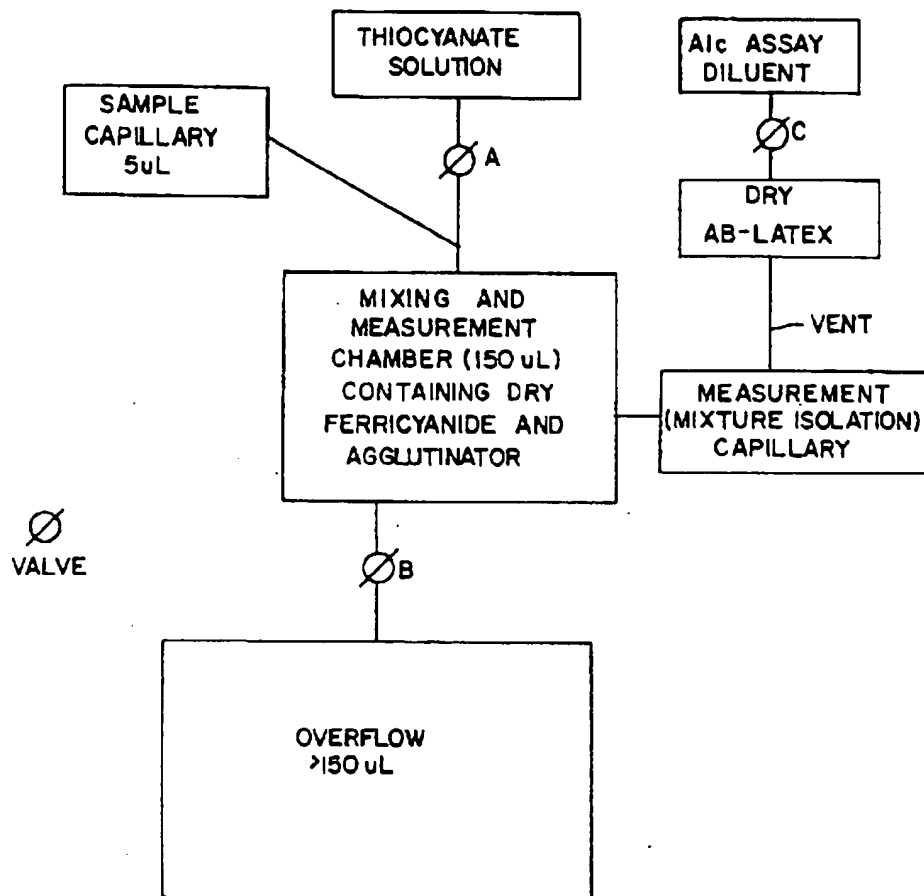 THIOCYANATE
SOLUTION
A1c ASSAY
DILUENT
SAMPLE
CAPILLARY
5uL
A
C
DRY
AB-LATEX
MIXING AND
MEASUREMENT
CHAMBER (150 uL)
CONTAINING DRY
FERRICYANIDE AND
AGGLUTINATOR
VENT
MEASUREMENT
(MIXTURE ISOLATION)
CAPILLARY
VALVE
B
OVERFLOW
>150 uL